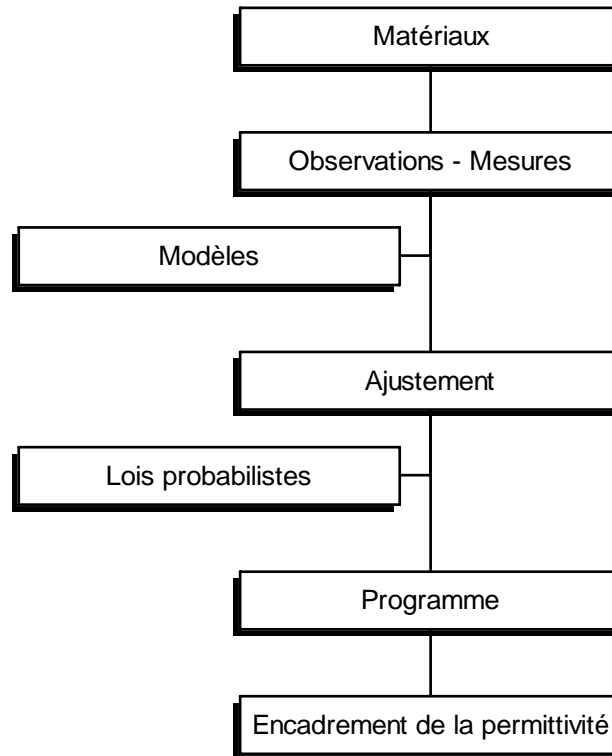 Matériaux
Observations - Mesures
Modèles
Ajustement
Lois probabilistes
Programme
Encadrement de la permittivité